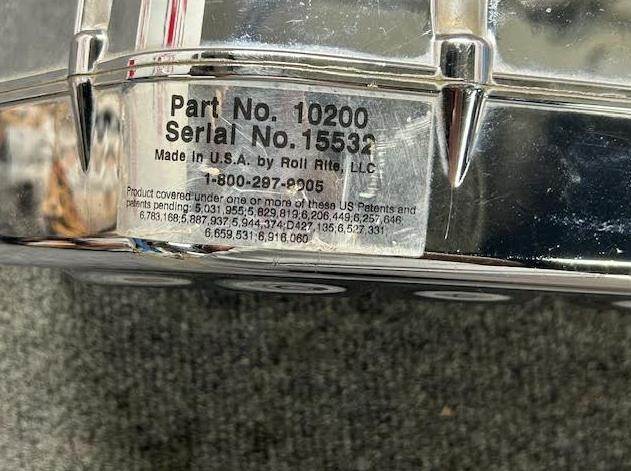 Part No. 10200
Serial No. 15532
Made in U.S.A. by Roll Rite, LLC
1-800-297-8905
Product covered under one or more of these US Patents and
patents pending: 5,031,955;5,829,819;6,206,449;6,257,646
6,783,168;5,887,937;5,944,374;D427,135;6,527,331
6,659,531;6,916,060